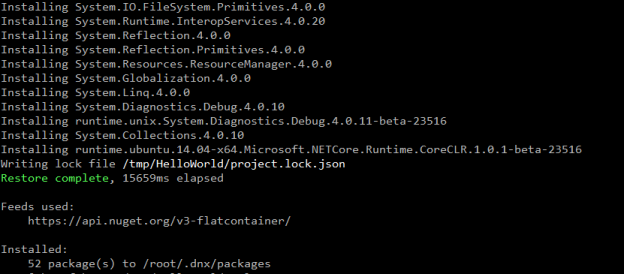 Installing System.IO.FileSystem.Primitives.4.0.0
Installing System.Runtime.InteropServices.4.0.20
Installing System.Reflection.4.0.0
Installing System.Reflection.Primitives.4.0.0
Installing System.Resources.ResourceManager.4.0.0
Installing System.Globalization.4.0.0
Installing System.Linq.4.0.0
Installing System.Diagnostics.Debug.4.0.10
Installing runtime.unix.System.Diagnostics.Debug.4.0.11-beta-23516
Installing System.Collections.4.0.10
Installing runtime.ubuntu.14.04-x64.Microsoft.NETCore.Runtime.CoreCLR.1.0.1-beta-23516
Writing lock file /tmp/HelloWorld/project.lock.json
Restore complete, 15659ms elapsed
Feeds used:
https://api.nuget.org/v3-flatcontainer/
Installed:
52 package(s) to /root/.dnx/packages